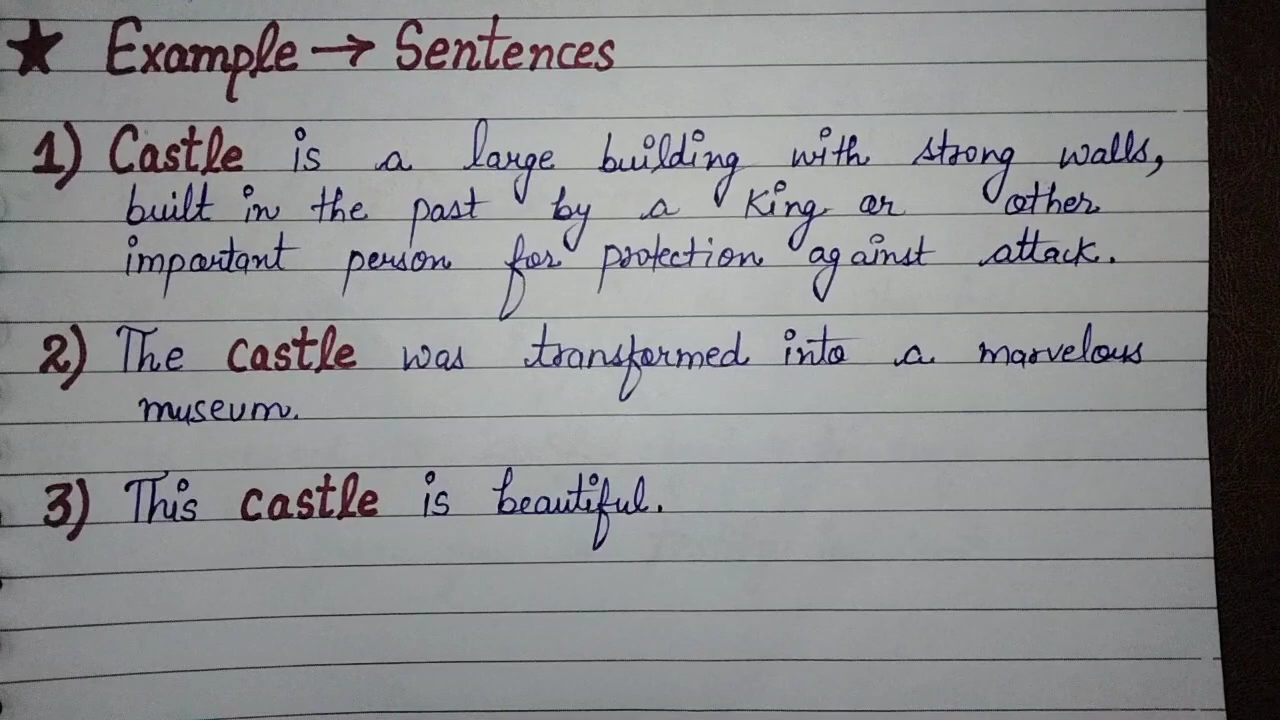 ★ Example → Sentences
1) Castle is a large building with strong walls,
built in the past by a King or other
important person for protection against attack.
2) The castle was transformed into a marvelous
museum.
3) This castle is beautiful.